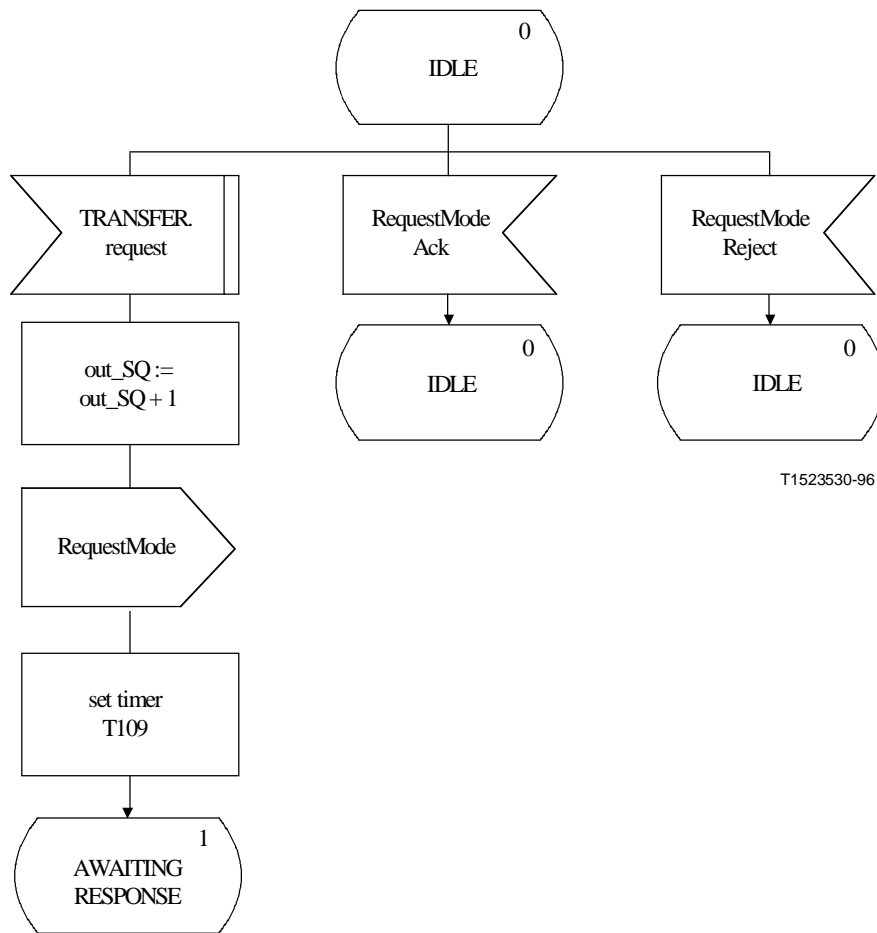 0
IDLE
TRANSFER.
request
RequestMode
Ack
RequestMode
Reject
out_SQ :=
out_SQ + 1
0
IDLE
0
IDLE
T1523530-96
RequestMode
set timer
T109
1
AWAITING
RESPONSE